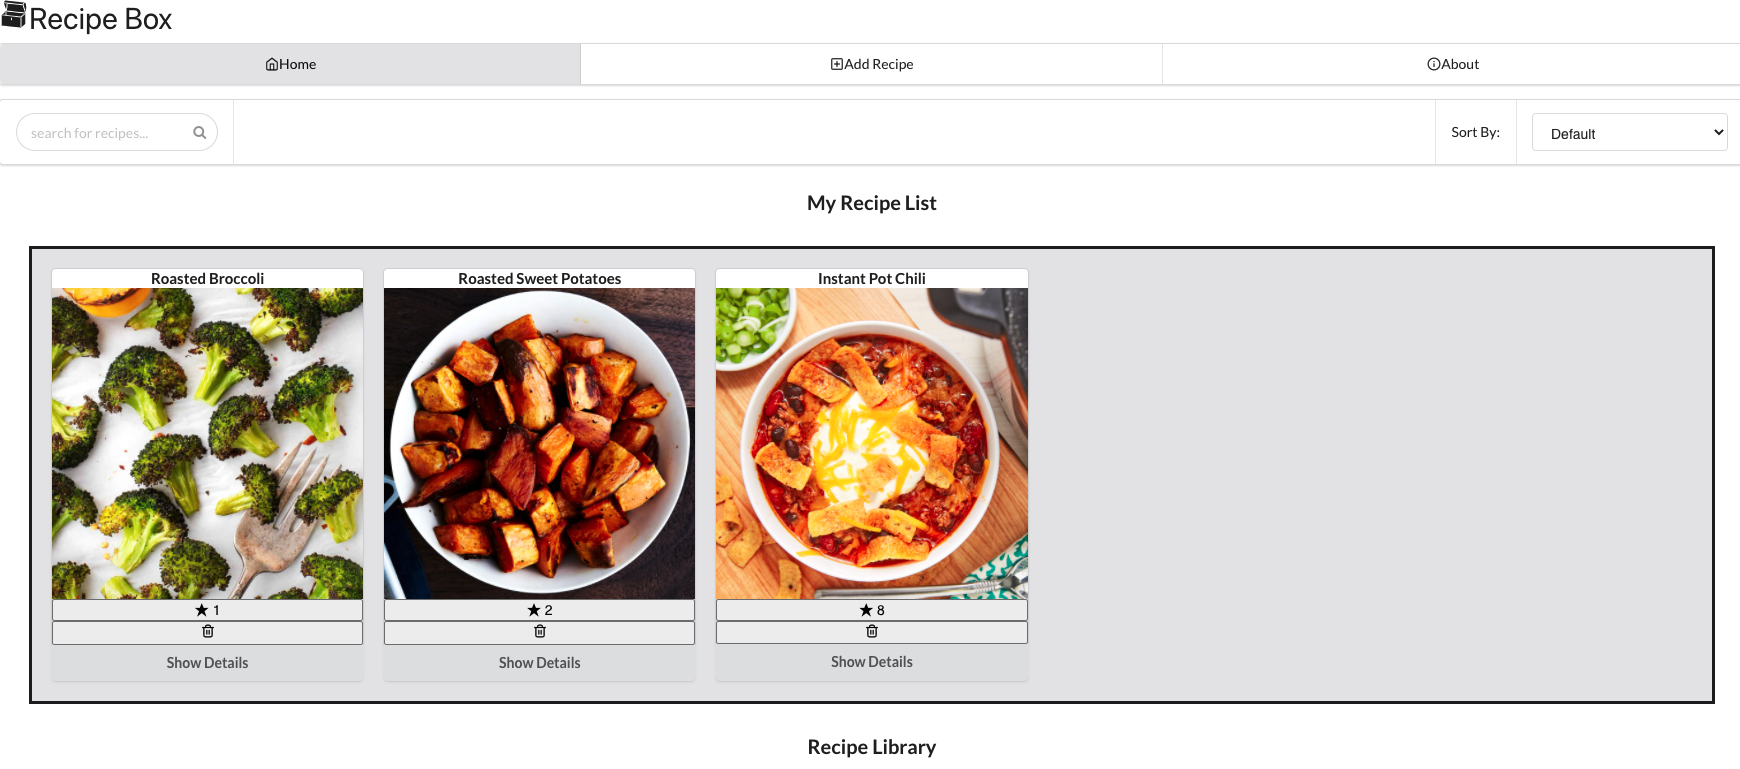 Recipe Box
Home
Add Recipe
About
search for recipes...
Sort By:
Default
My Recipe List
Roasted Broccoli
Roasted Sweet Potatoes
Instant Pot Chili
★ 1
★ 2
★ 8
Show Details
Show Details
Show Details
Recipe Library